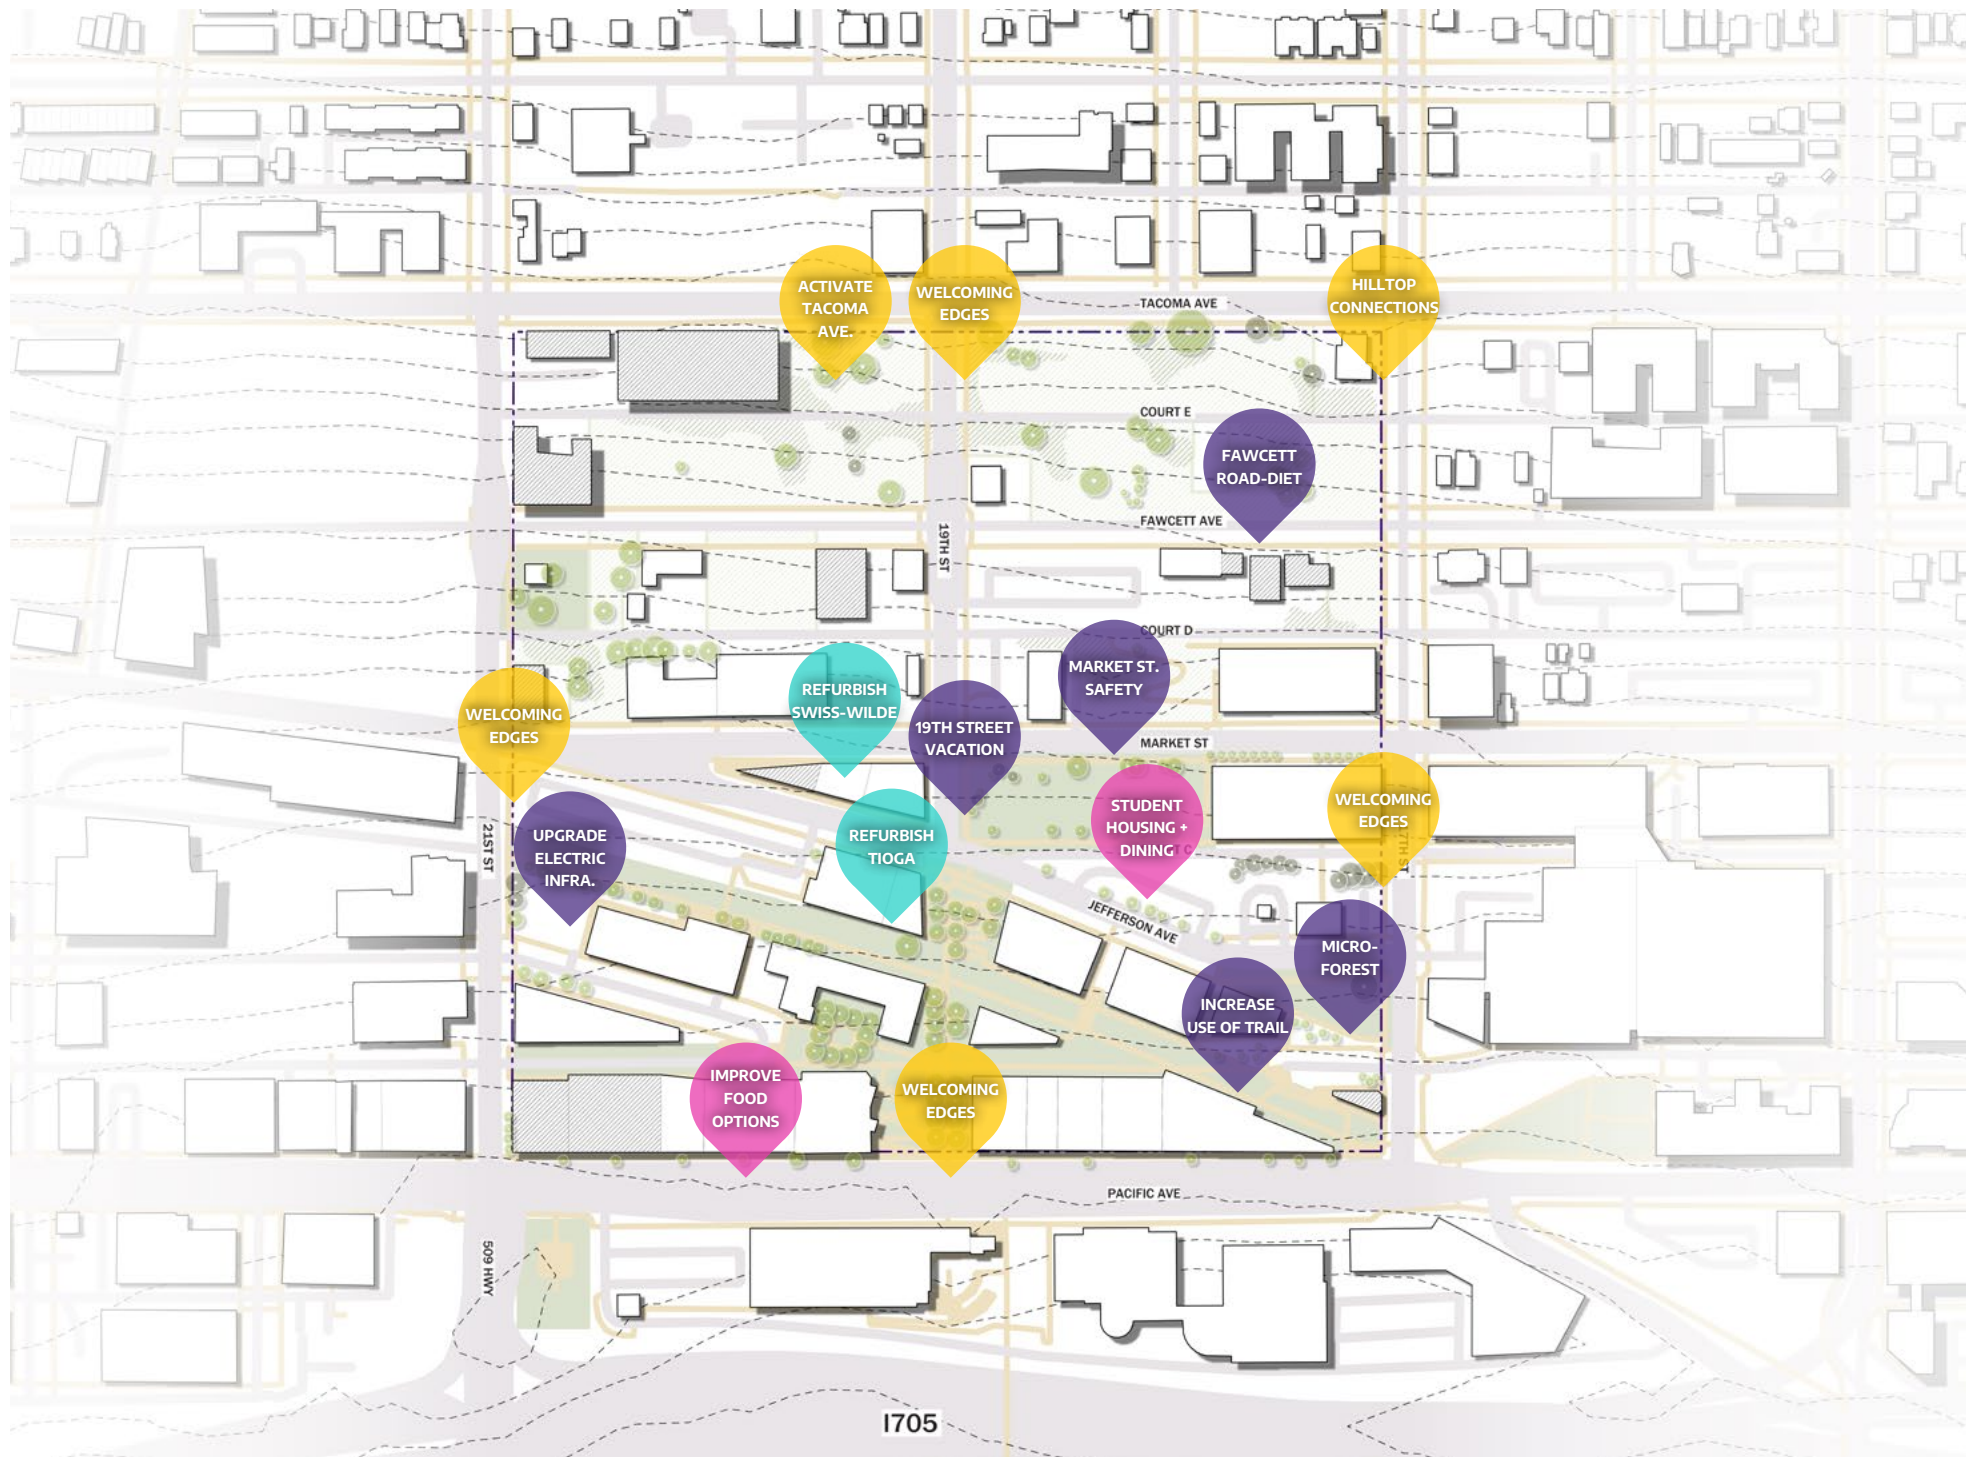 ACTIVATE
TACOMA
AVE.
WELCOMING
EDGES
HILLTOP
CONNECTIONS
TACOMA AVE
COURT E
FAWCETT
ROAD-DIET
FAWCETT AVE
19TH ST
COURT D
MARKET ST.
SAFETY
REFURBISH
SWISS-WILDE
WELCOMING
EDGES
19TH STREET
VACATION
MARKET ST
STUDENT
HOUSING +
DINING
WELCOMING
EDGES
UPGRADE
ELECTRIC
INFRA.
REFURBISH
TIOGA
21ST ST
JEFFERSON AVE
MICRO-
FOREST
INCREASE
USE OF TRAIL
IMPROVE
FOOD
OPTIONS
WELCOMING
EDGES
PACIFIC AVE
509 HWY
I705